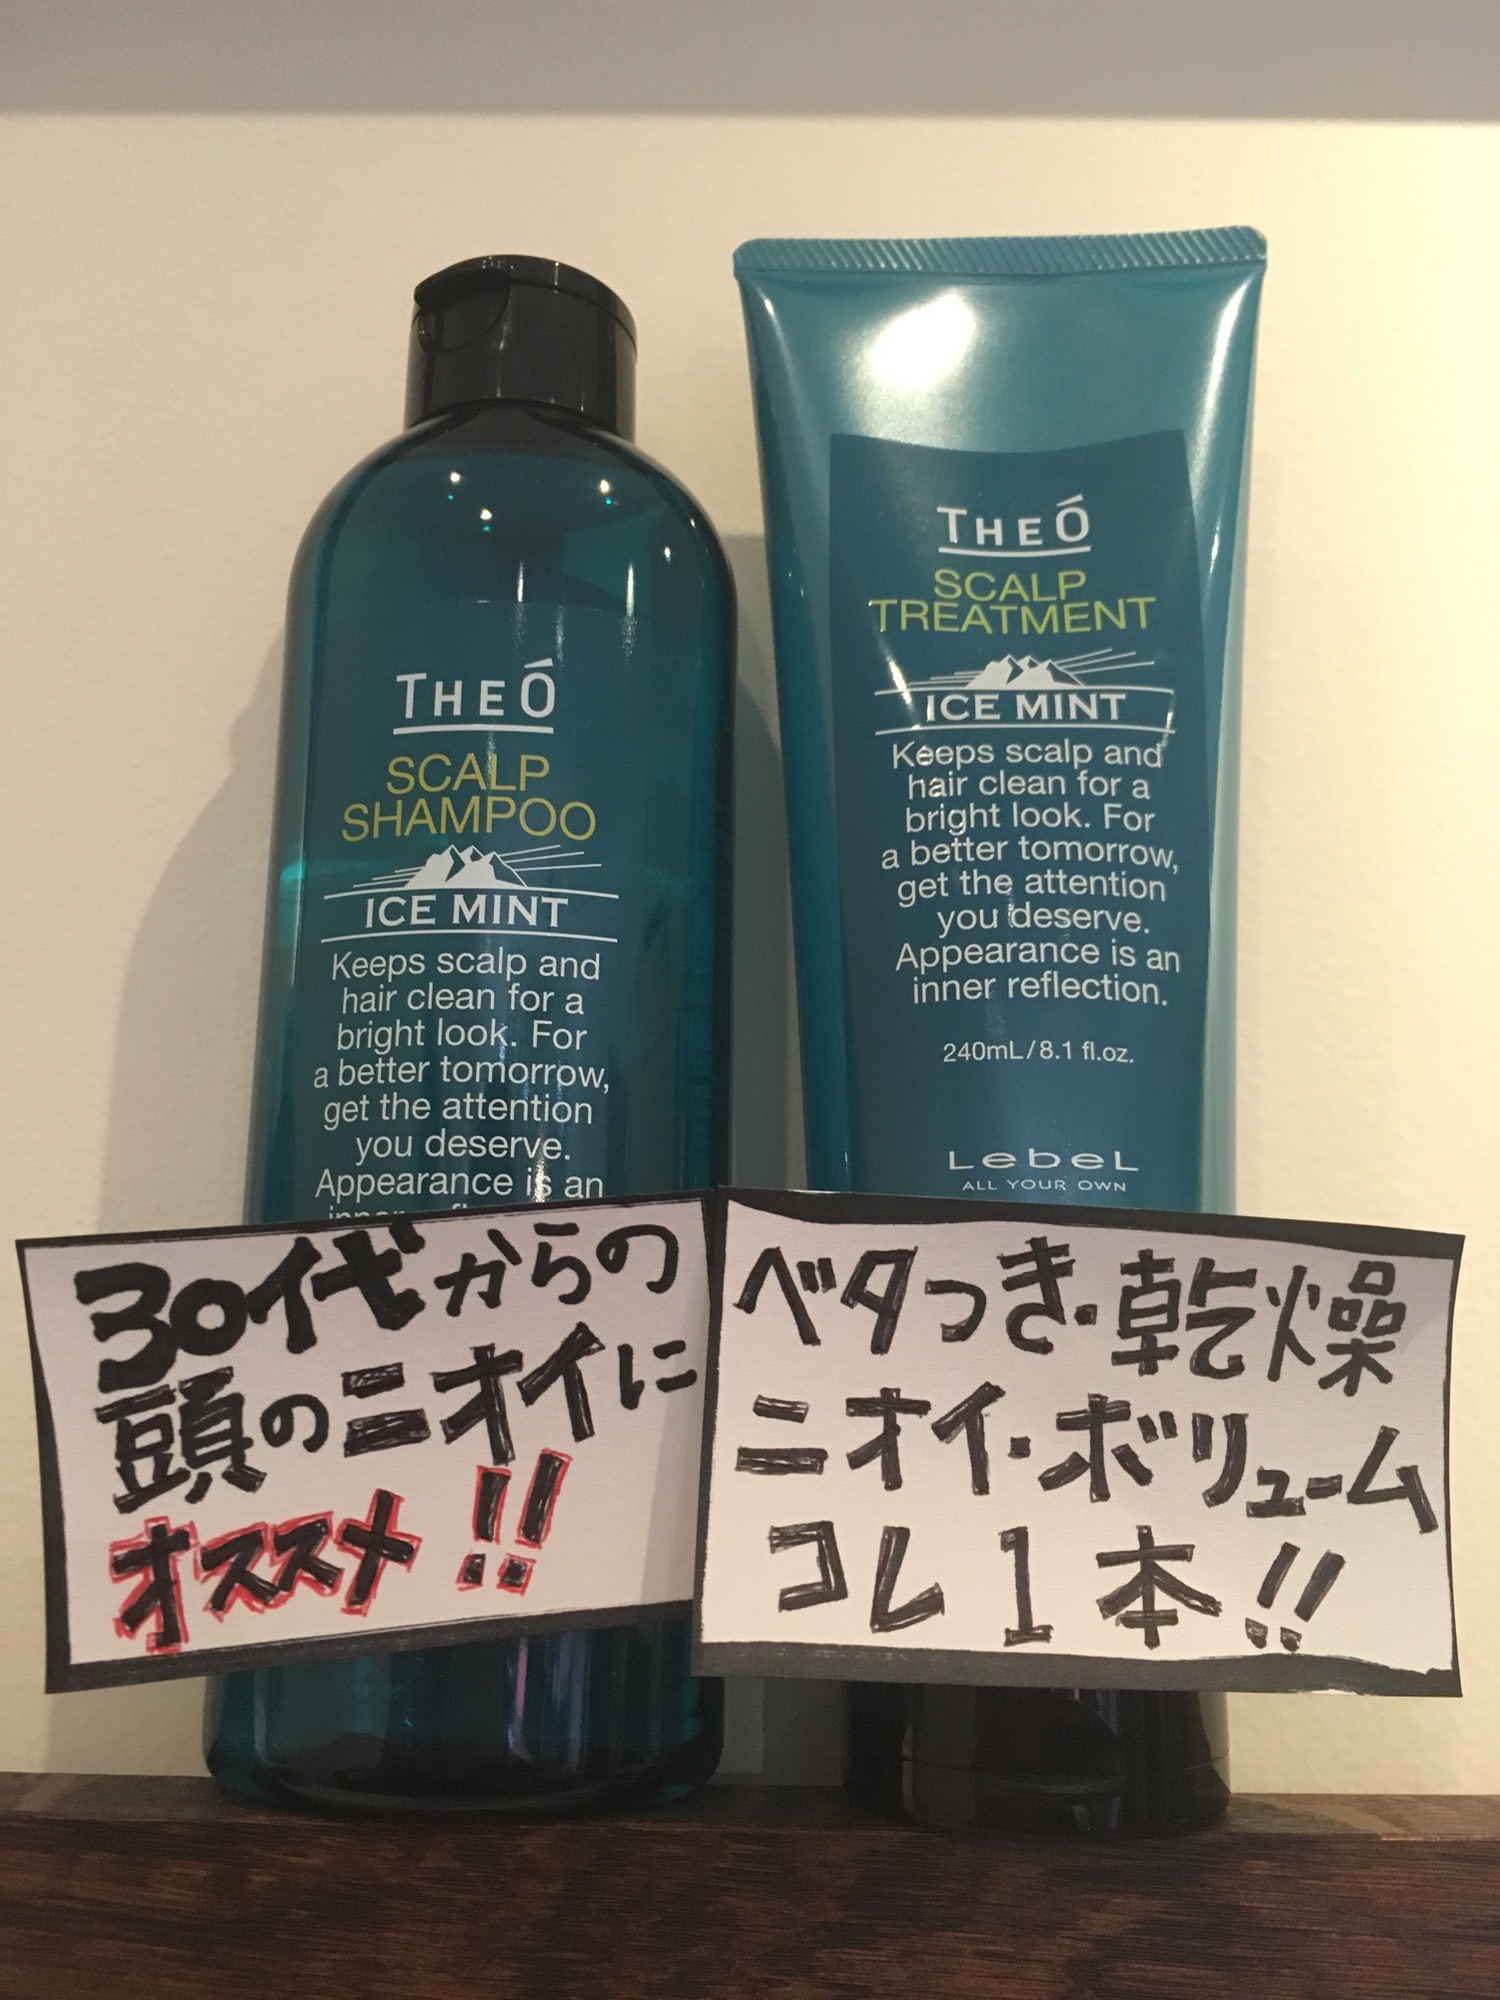 THEÓ
SCALP
SHAMPOO
ICE MINT
Keeps scalp and
hair clean for a
bright look. For
a better tomorrow,
get the attention
you deserve.
Appearance is an
THEÓ
SCALP
TREATMENT
ICE MINT
Keeps scalp and
hair clean for a
bright look. For
a better tomorrow,
get the attention
you deserve.
Appearance is an
inner reflection.
240mL/8.1 fl.oz.
LebeL
ALL YOUR OWN
30代からの
頭のニオイに
オススメ!!
ベタつき・乾燥
ニオイ・ボリューム
コレ1本!!